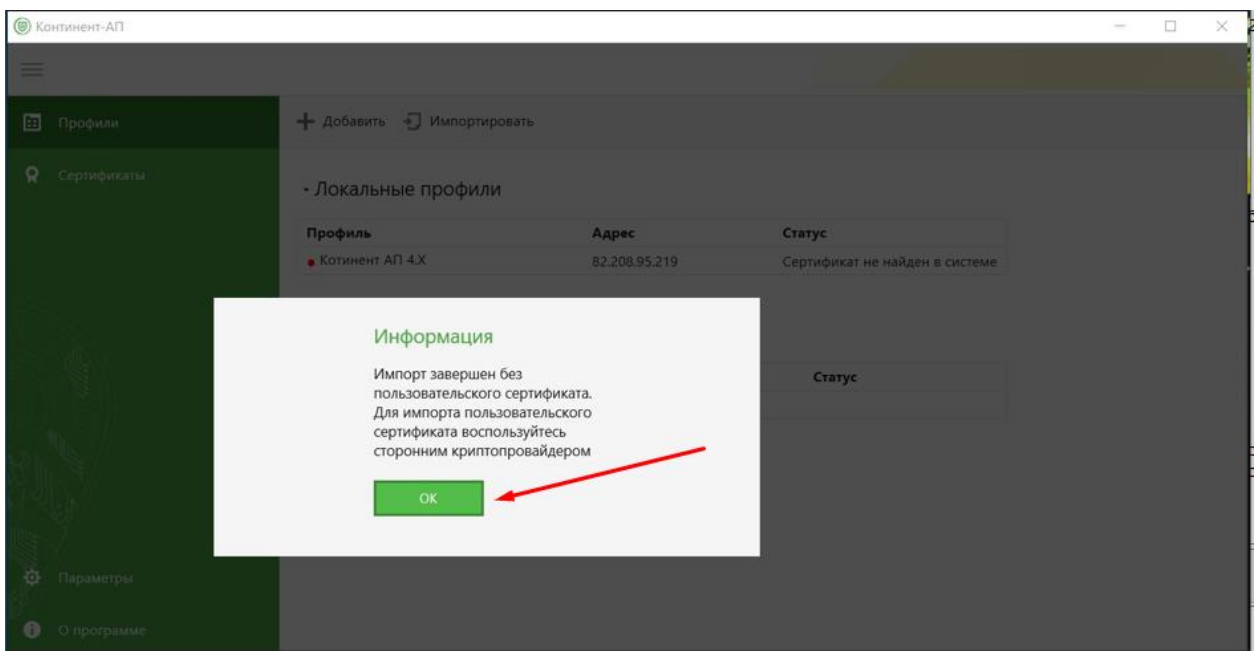 Континент-АП
Профили
Добавить Импортировать
Сертификаты
Локальные профили
Профиль Адрес Статус
Котинент АП 4.X 82.208.95.219 Сертификат не найден в системе
Информация
Импорт завершен без
пользовательского сертификата.
Для импорта пользовательского
сертификата воспользуйтесь
сторонним криптопровайдером
OK
Статус
Параметры
О программе